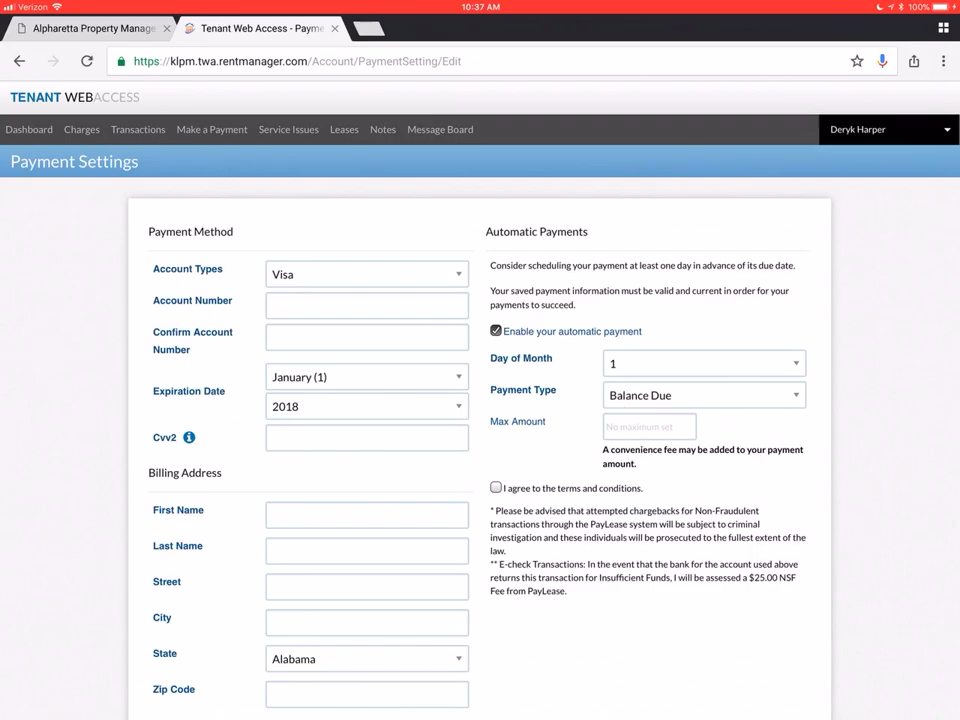 Verizon
10:37 AM
100%
Alpharetta Property Manage
Tenant Web Access - Payme
https://klpm.twa.rentmanager.com/Account/PaymentSetting/Edit
TENANT WEBACCESS
Dashboard Charges Transactions Make a Payment Service Issues Leases Notes Message Board
Deryk Harper
Payment Settings
Payment Method
Account Types
Visa
Account Number
Confirm Account
Number
Expiration Date
January (1)
2018
Cvv2
Billing Address
First Name
Last Name
Street
City
State
Alabama
Zip Code
Automatic Payments
Consider scheduling your payment at least one day in advance of its due date.
Your saved payment information must be valid and current in order for your
payments to succeed.
Enable your automatic payment
Day of Month
1
Payment Type
Balance Due
Max Amount
No maximum set
A convenience fee may be added to your payment
amount.
I agree to the terms and conditions.
* Please be advised that attempted chargebacks for Non-Fraudulent
transactions through the PayLease system will be subject to criminal
investigation and these individuals will be prosecuted to the fullest extent of the
law.
** E-check Transactions: In the event that the bank for the account used above
returns this transaction for Insufficient Funds, I will be assessed a $25.00 NSF
Fee from PayLease.